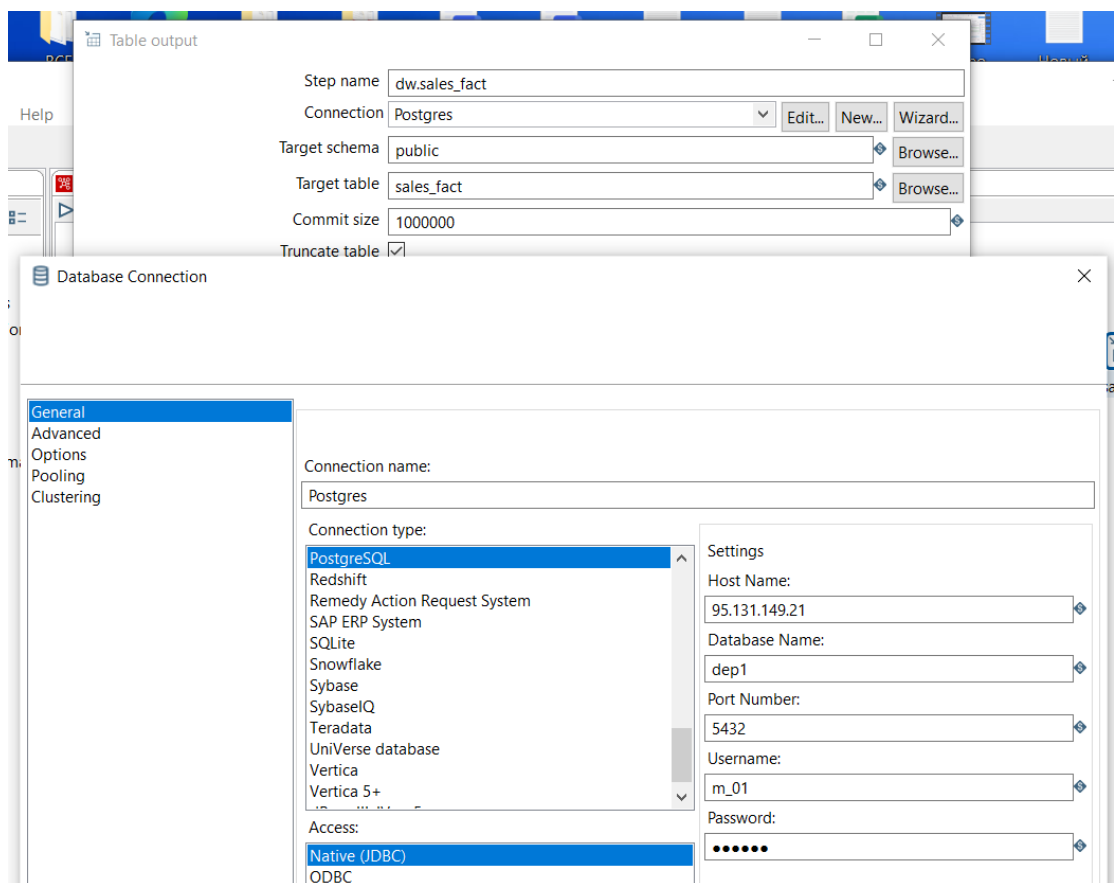 Table output
Step name dw.sales_fact
Help
Connection Postgres Edit... New... Wizard...
Target schema public Browse...
Target table sales_fact Browse...
Commit size 1000000
Truncate table
Database Connection
General
Advanced
Options
Pooling
Clustering
Connection name:
Postgres
Connection type:
PostgreSQL
Redshift
Remedy Action Request System
SAP ERP System
SQLite
Snowflake
Sybase
SybaseIQ
Teradata
UniVerse database
Vertica
Vertica 5+
Access:
Native (JDBC)
ODBC
Settings
Host Name:
95.131.149.21
Database Name:
dep1
Port Number:
5432
Username:
m_01
Password:
●●●●●●